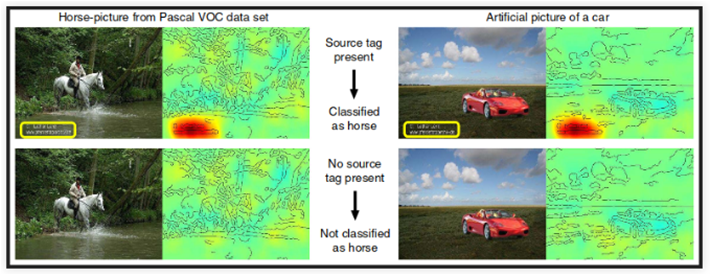 Horse-picture from Pascal VOC data set
Artificial picture of a car
Source tag
present
Classified
as horse
No source
tag present
Not classified
as horse